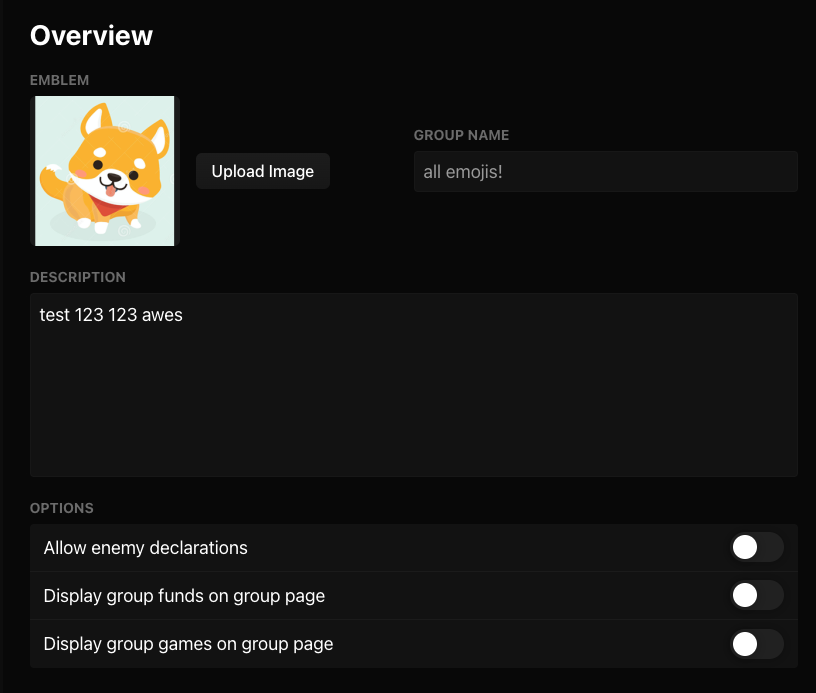 Overview
EMBLEM
Upload Image
GROUP NAME
all emojis!
DESCRIPTION
test 123 123 awes
OPTIONS
Allow enemy declarations
Display group funds on group page
Display group games on group page